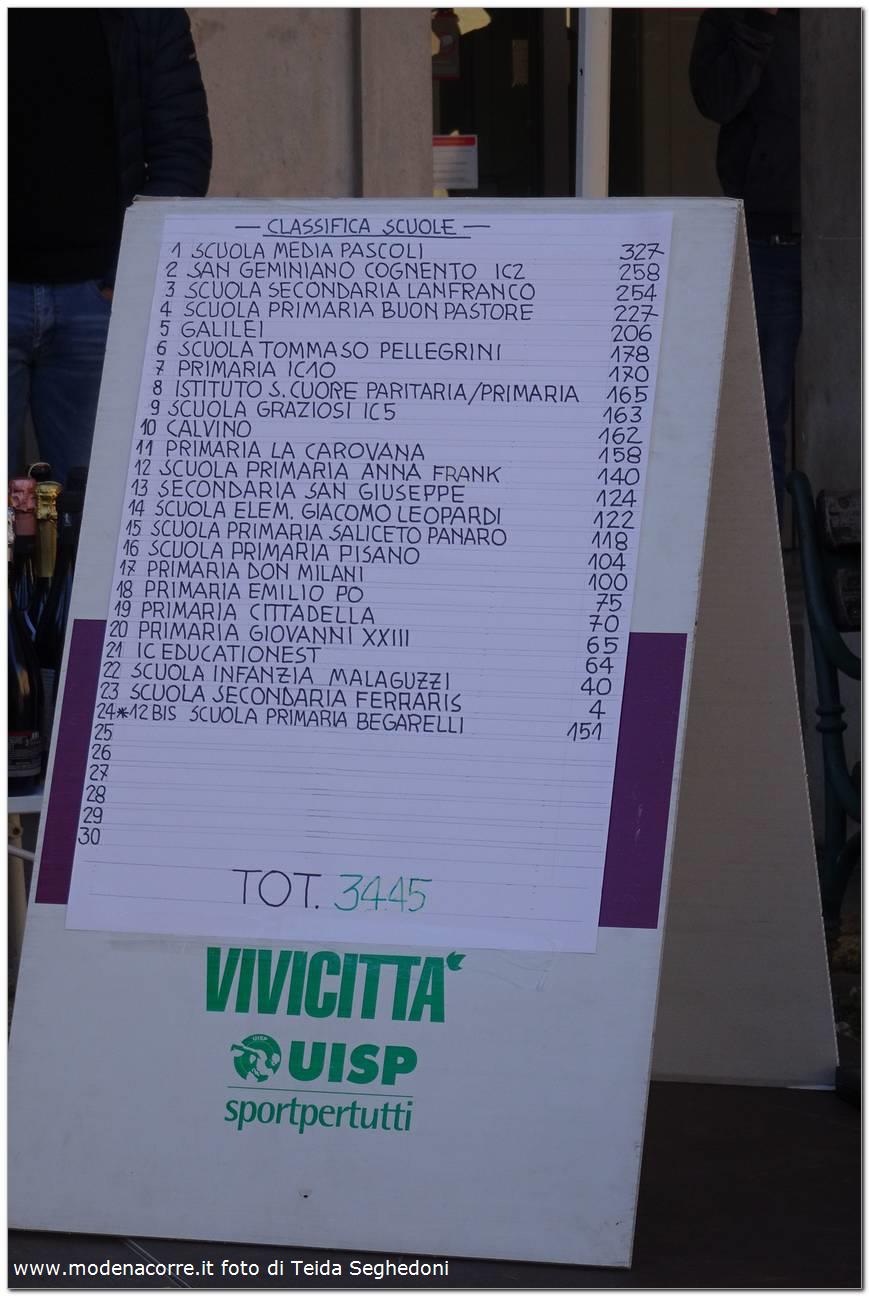 — CLASSIFICA SCUOLE —
1 SCUOLA MEDIA PASCOLI 327
2 SAN GEMINIANO COGNENTO IC2 258
3 SCUOLA SECONDARIA LANFRANCO 254
4 SCUOLA PRIMARIA BUON PASTORE 227
5 GALILEI 206
6 SCUOLA TOMMASO PELLEGRINI 178
7 PRIMARIA IC10 170
8 ISTITUTO S. CUORE PARITARIA/PRIMARIA 165
9 SCUOLA GRAZIOSI IC5 163
10 CALVINO 162
11 PRIMARIA LA CAROVANA 158
12 SCUOLA PRIMARIA ANNA FRANK 140
13 SECONDARIA SAN GIUSEPPE 124
14 SCUOLA ELEM. GIACOMO LEOPARDI 122
15 SCUOLA PRIMARIA SALICETO PANARO 118
16 SCUOLA PRIMARIA PISANO 104
17 PRIMARIA DON MILANI 100
18 PRIMARIA EMILIO PO 75
19 PRIMARIA CITTADELLA 70
20 PRIMARIA GIOVANNI XXIII 65
21 IC EDUCATIONEST 64
22 SCUOLA INFANZIA MALAGUZZI 40
23 SCUOLA SECONDARIA FERRARIS 4
24*12BIS SCUOLA PRIMARIA BEGARELLI 151
25
26
27
28
29
30
TOT. 3445
VIVICITTA'
UISP UISP
sportpertutti
www.modenacorre.it foto di Teida Seghedoni